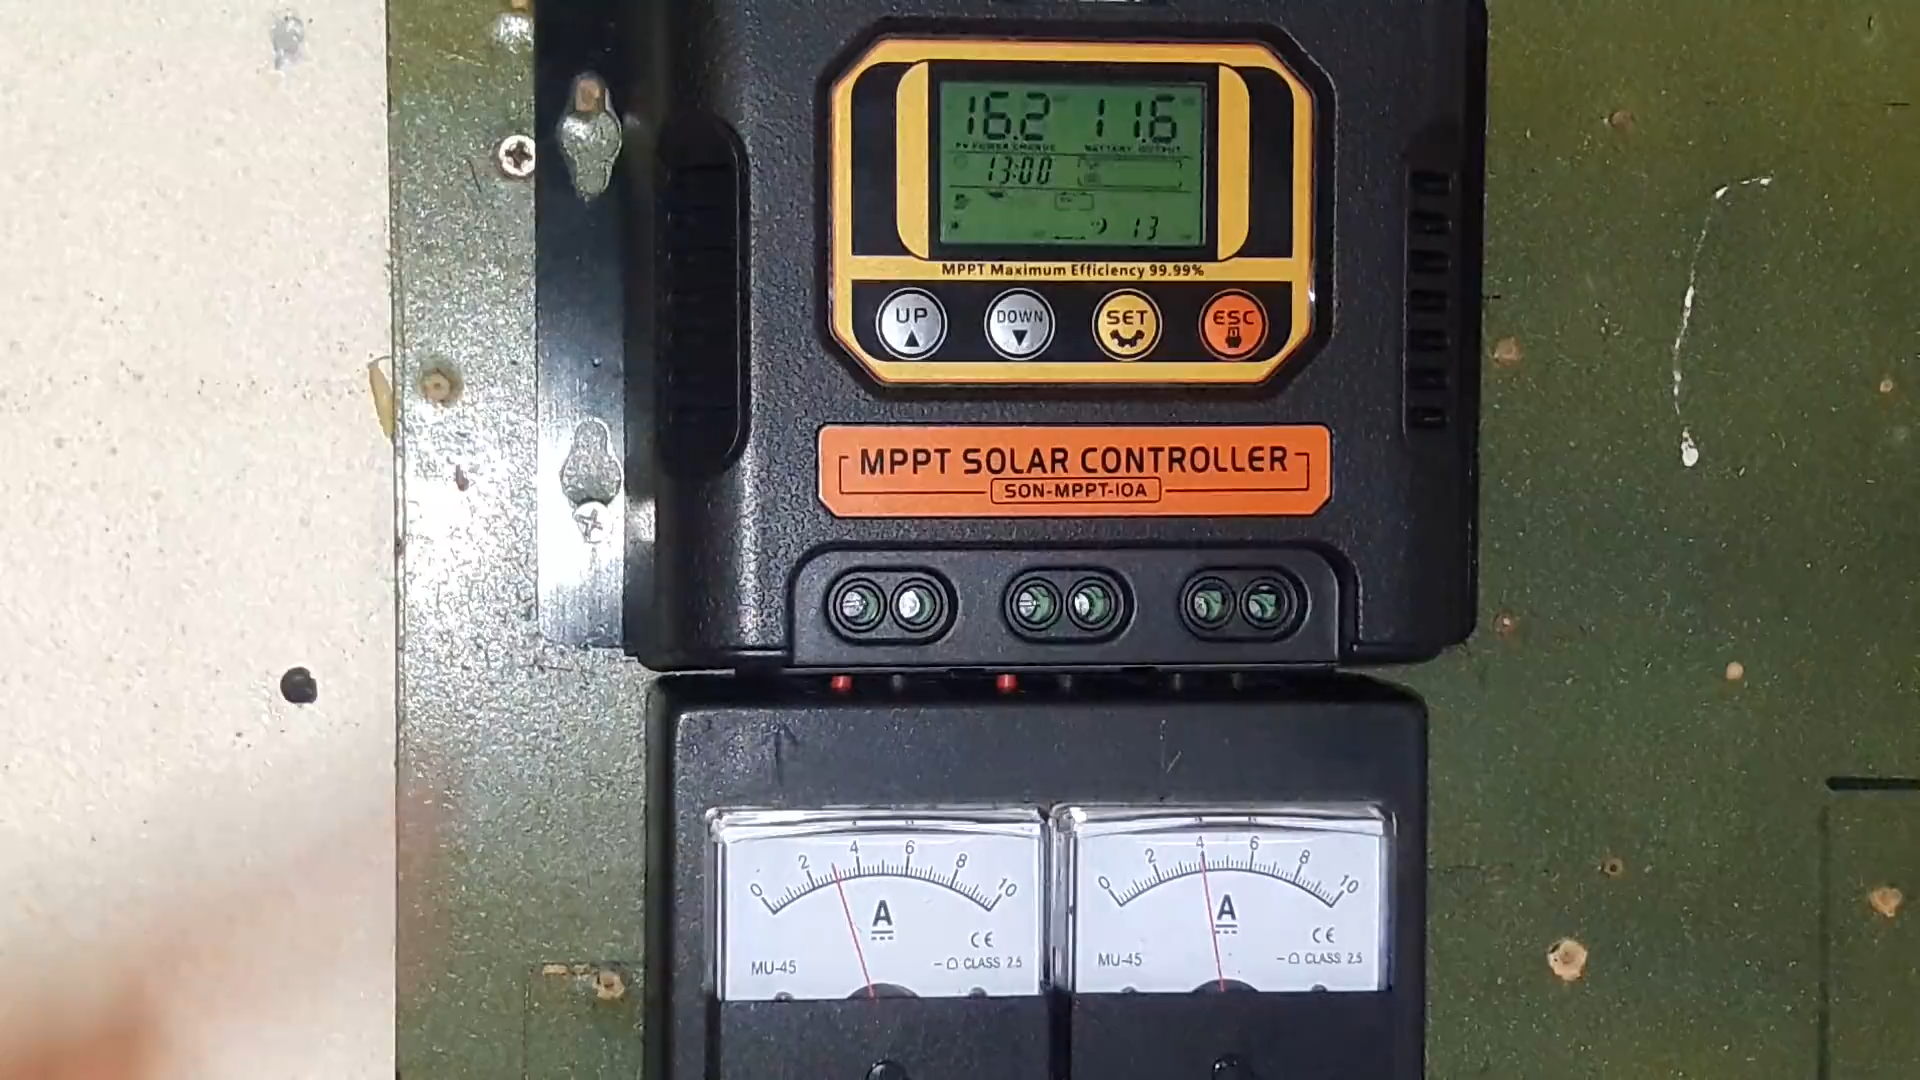 16.2 11.6
PV POWER CHARGE BATTARY OUTPUT
13:00
13
MPPT Maximum Efficiency 99.99%
UP DOWN SET ESC
MPPT SOLAR CONTROLLER
SON-MPPT-10A
0 2 4 6 8 10
A
CE
MU-45 CLASS 2.5
0 2 4 6 8 10
A
CE
MU-45 CLASS 2.5